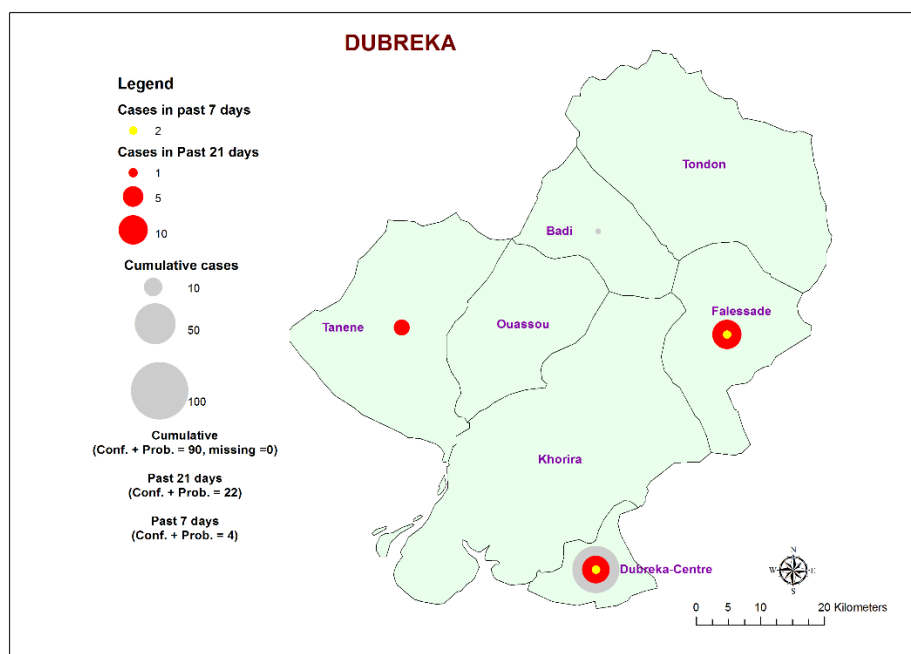 DUBREKA
Legend
Cases in past 7 days
2
Cases in Past 21 days
1
5
10
Cumulative cases
10
50
100
Cumulative
(Conf. + Prob. = 90, missing =0)
Past 21 days
(Conf. + Prob. = 22)
Past 7 days
(Conf. + Prob. = 4)
Tondon
Badi
Falessade
Tanene
Ouassou
Khorira
Dubreka-Centre
N
W E
S
0 5 10 20 Kilometers